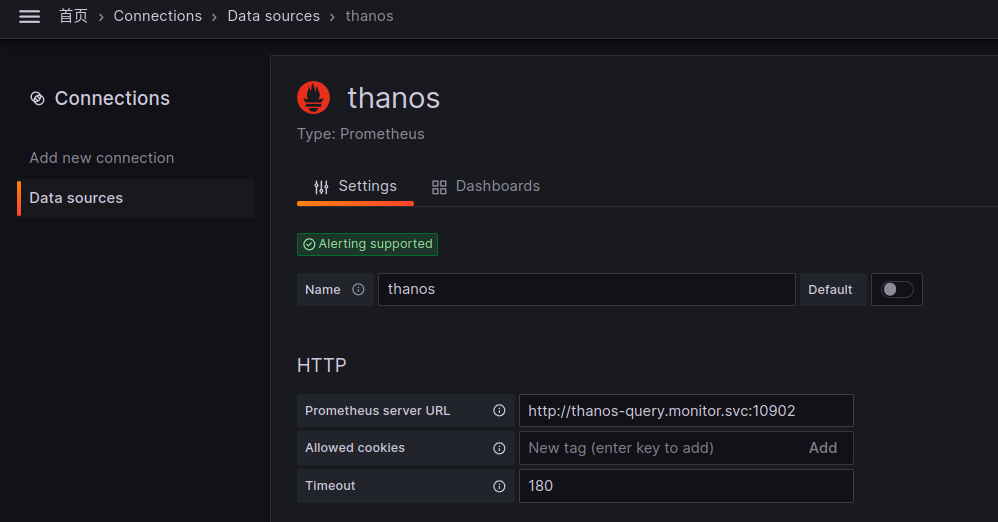 首页 › Connections › Data sources › thanos
Connections
Add new connection
Data sources
thanos
Type: Prometheus
Settings
Dashboards
Alerting supported
Name
thanos
Default
HTTP
Prometheus server URL
http://thanos-query.monitor.svc:10902
Allowed cookies
New tag (enter key to add)
Add
Timeout
180